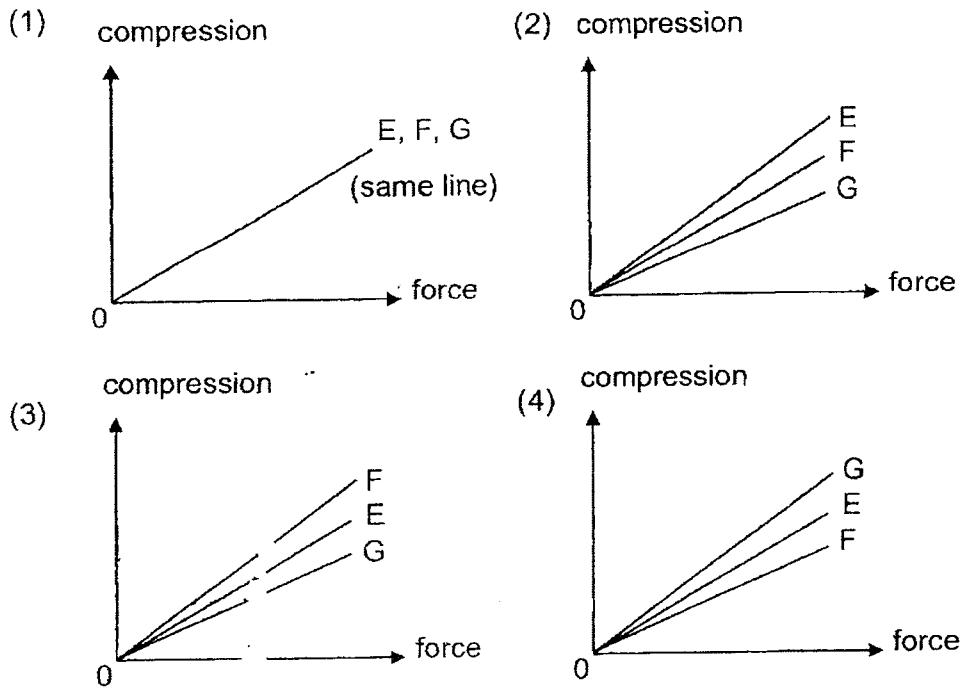 (1) compression
E, F, G
(same line)
force
0
(2) compression
E
F
G
force
0
(3) compression
F
E
G
force
0
(4) compression
G
E
F
force
0